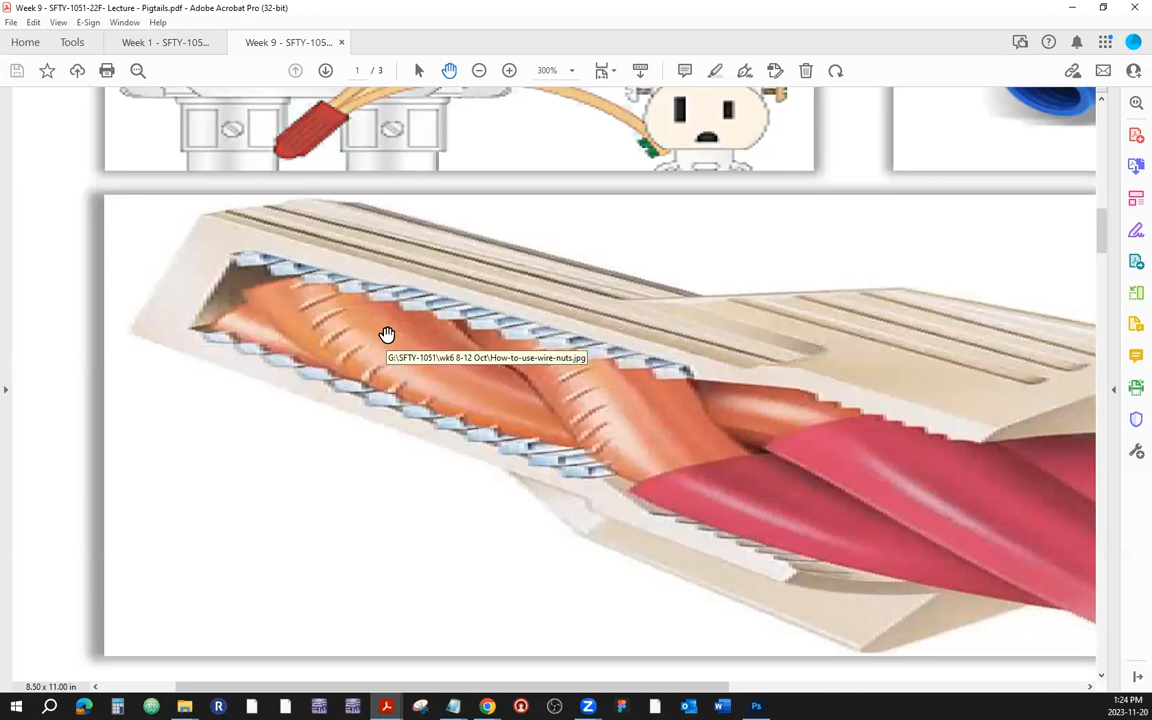 Week 9 - SFTY-1051-22F- Lecture - Pigtails.pdf - Adobe Acrobat Pro (32-bit)
File Edit View E-Sign Window Help
Home Tools Week 1 - SFTY-105... Week 9 - SFTY-105... ×
1 / 3 300%
G:\SFTY-1051\wk6 8-12 Oct\How-to-use-wire-nuts.jpg
8.50 x 11.00 in
1:24 PM
2023-11-20